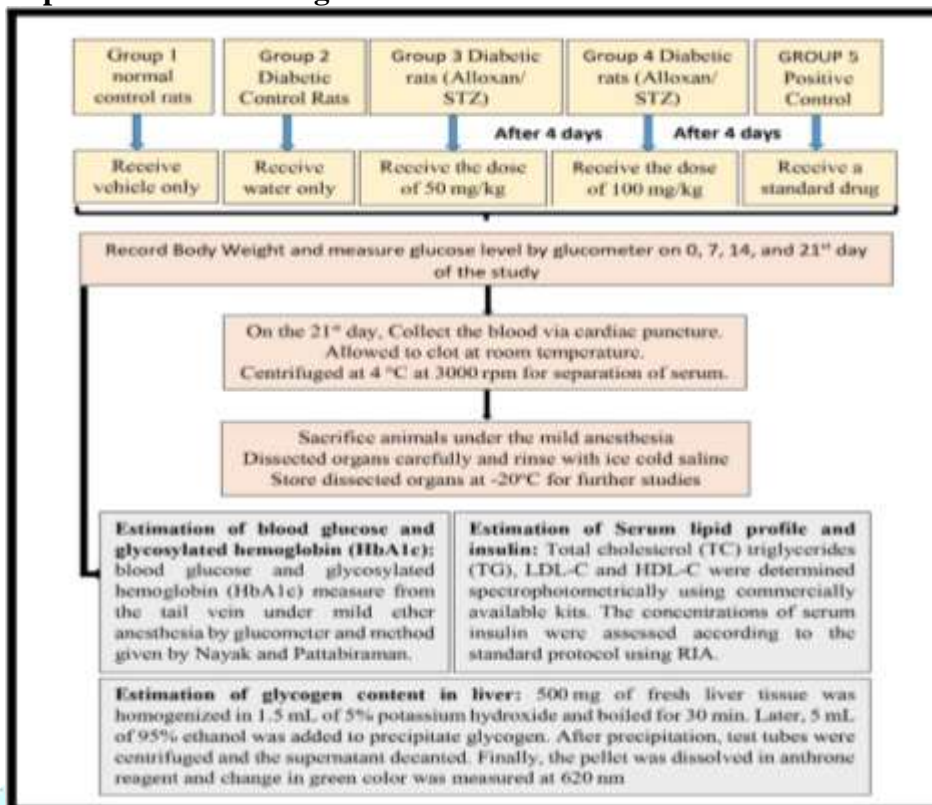 Group 1
normal
control rats
Group 2
Diabetic
Control Rats
Group 3 Diabetic
rats (Alloxan/
STZ)
Group 4 Diabetic
rats (Alloxan/
STZ)
GROUP 5
Positive
Control
After 4 days
After 4 days
Receive
vehicle only
Receive
water only
Receive the dose
of 50 mg/kg
Receive the dose
of 100 mg/kg
Receive a
standard drug
Record Body Weight and measure glucose level by glucometer on 0, 7, 14, and 21st day
of the study
On the 21st day, Collect the blood via cardiac puncture.
Allowed to clot at room temperature.
Centrifuged at 4 °C at 3000 rpm for separation of serum.
Sacrifice animals under the mild anesthesia
Dissected organs carefully and rinse with ice cold saline
Store dissected organs at -20°C for further studies
Estimation of blood glucose and
glycosylated hemoglobin (HbA1c):
blood glucose and glycosylated
hemoglobin (HbA1c) measure from
the tail vein under mild ether
anesthesia by glucometer and method
given by Nayak and Pattabiraman.
Estimation of Serum lipid profile and
insulin: Total cholesterol (TC) triglycerides
(TG), LDL-C and HDL-C were determined
spectrophotometrically using commercially
available kits. The concentrations of serum
insulin were assessed according to the
standard protocol using RIA.
Estimation of glycogen content in liver: 500 mg of fresh liver tissue was
homogenized in 1.5 mL of 5% potassium hydroxide and boiled for 30 min. Later, 5 mL
of 95% ethanol was added to precipitate glycogen. After precipitation, test tubes were
centrifuged and the supernatant decanted. Finally, the pellet was dissolved in anthrone
reagent and change in green color was measured at 620 nm